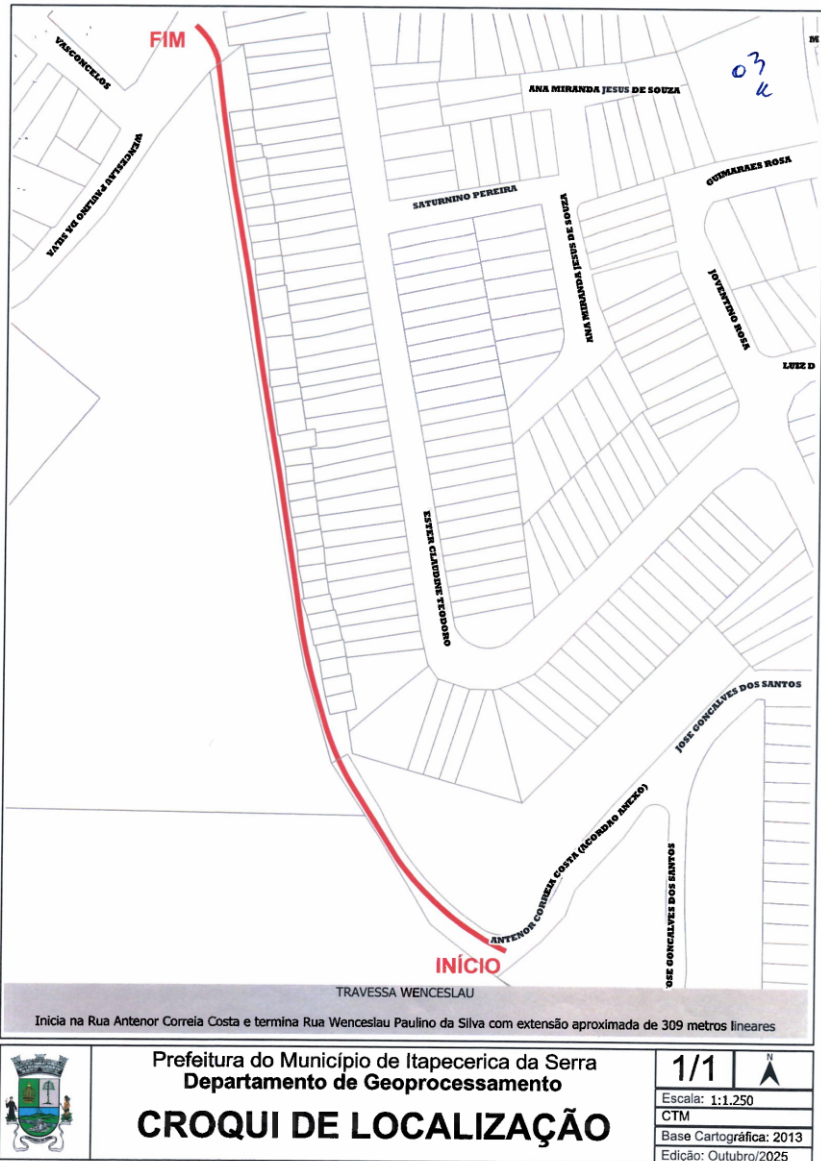 FIM
VASCONCELOS
WENCESLAU PAULINO DA SILVA
03
M
ANA MIRANDA JESUS DE SOUZA
GUIMARAES ROSA
SATURNINO PEREIRA
ANA MIRANDA JESUS DE SOUZA
JOVENTINO ROSA
LUIZ D
ESTER CLAUDINE TEODORO
JOSE GONCALVES DOS SANTOS
ANTENOR CORREIA COSTA (ACORDAO ANEXO)
OSE GONCALVES DOS SANTOS
INÍCIO
TRAVESSA WENCESLAU
Inicia na Rua Antenor Correia Costa e termina Rua Wenceslau Paulino da Silva com extensão aproximada de 309 metros lineares
Prefeitura do Município de Itapecerica da Serra
Departamento de Geoprocessamento
CROQUI DE LOCALIZAÇÃO
1/1
N
Escala: 1:1.250
CTM
Base Cartográfica: 2013
Edição: Outubro/2025